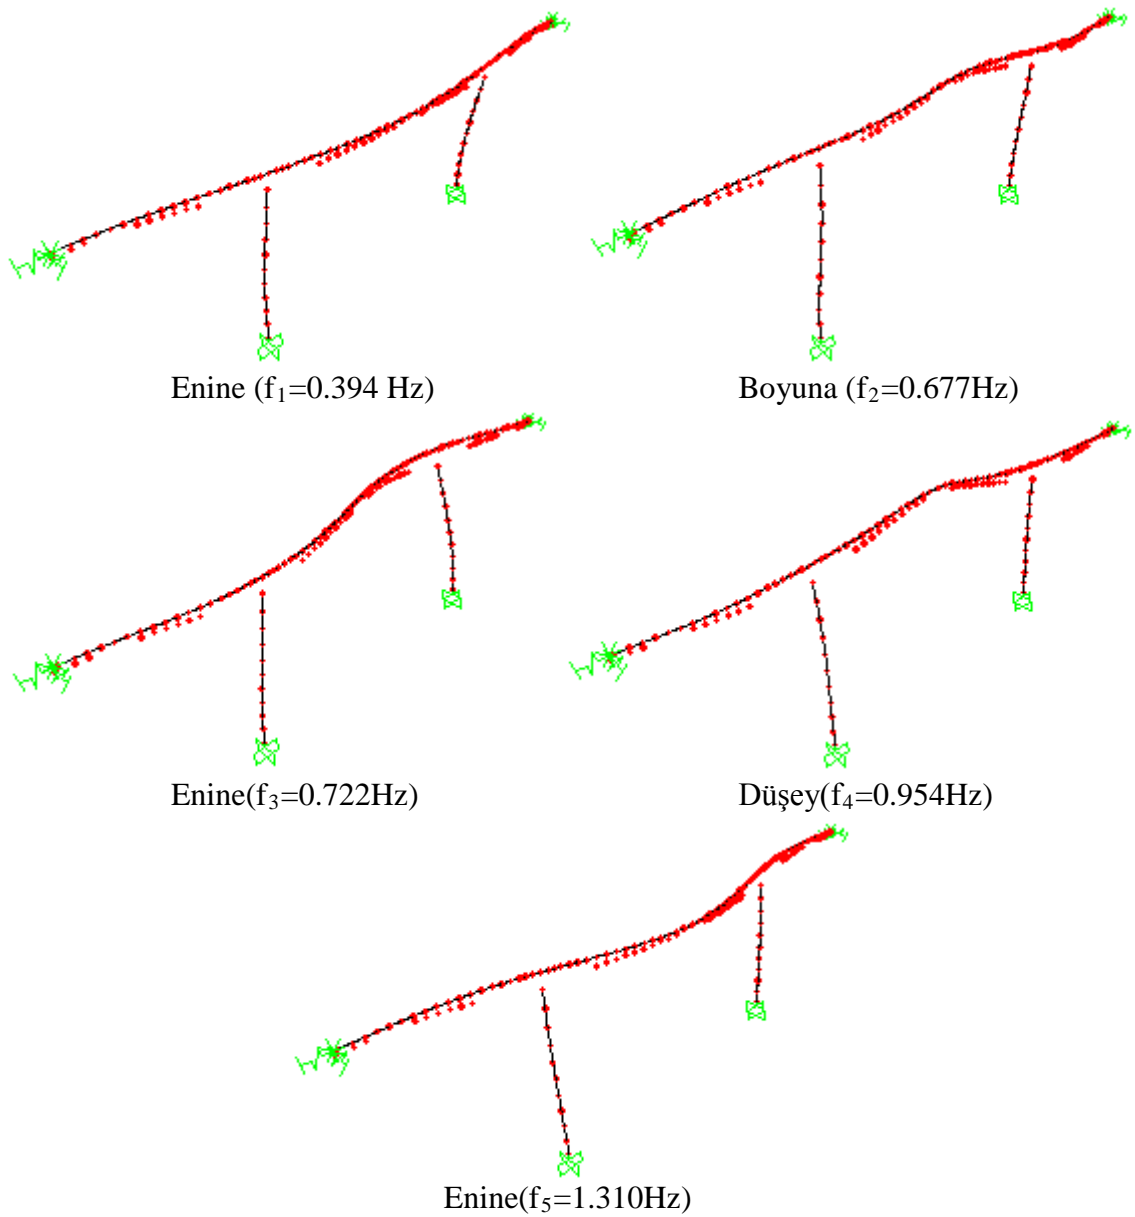 Enine (f₁=0.394 Hz)
Boyuna (f₂=0.677Hz)
Enine(f₃=0.722Hz)
Düşey(f₄=0.954Hz)
Enine(f₅=1.310Hz)